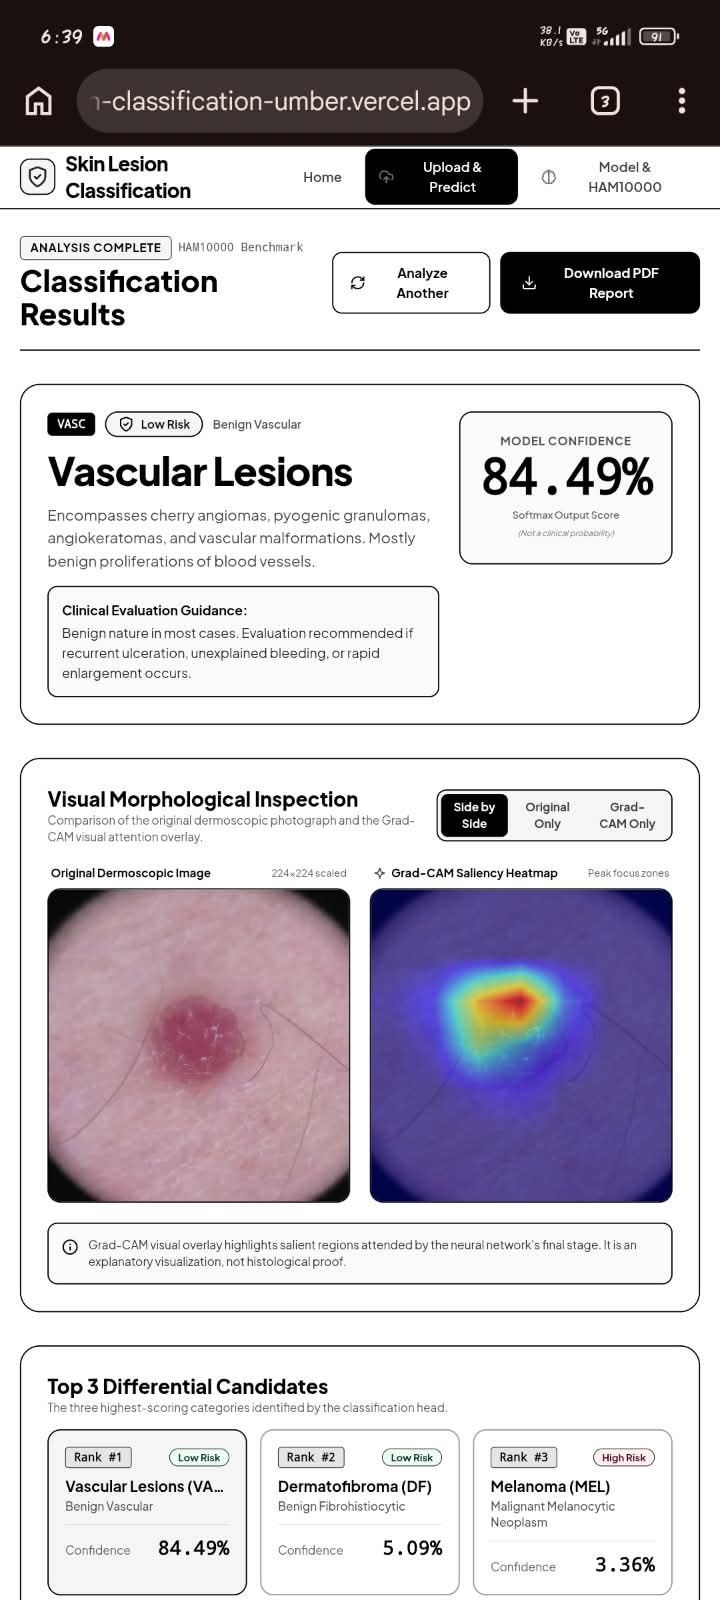 6:39
38.1 KB/s Vo LTE 5G 91
n-classification-umber.vercel.app
3
Skin Lesion
Classification
Home
Upload &
Predict
Model &
HAM10000
ANALYSIS COMPLETE HAM10000 Benchmark
Classification
Results
Analyze
Another
Download PDF
Report
VASC Low Risk Benign Vascular
Vascular Lesions
Encompasses cherry angiomas, pyogenic granulomas,
angiokeratomas, and vascular malformations. Mostly
benign proliferations of blood vessels.
MODEL CONFIDENCE
84.49%
Softmax Output Score
(Not a clinical probability)
Clinical Evaluation Guidance:
Benign nature in most cases. Evaluation recommended if
recurrent ulceration, unexplained bleeding, or rapid
enlargement occurs.
Visual Morphological Inspection
Comparison of the original dermoscopic photograph and the Grad-
CAM visual attention overlay.
Side by
Side
Original
Only
Grad-
CAM Only
Original Dermoscopic Image 224×224 scaled
Grad-CAM Saliency Heatmap Peak focus zones
Grad-CAM visual overlay highlights salient regions attended by the neural network's final stage. It is an
explanatory visualization, not histological proof.
Top 3 Differential Candidates
The three highest-scoring categories identified by the classification head.
Rank #1 Low Risk
Vascular Lesions (VA...
Benign Vascular
Confidence 84.49%
Rank #2 Low Risk
Dermatofibroma (DF)
Benign Fibrohistiocytic
Confidence 5.09%
Rank #3 High Risk
Melanoma (MEL)
Malignant Melanocytic
Neoplasm
Confidence 3.36%